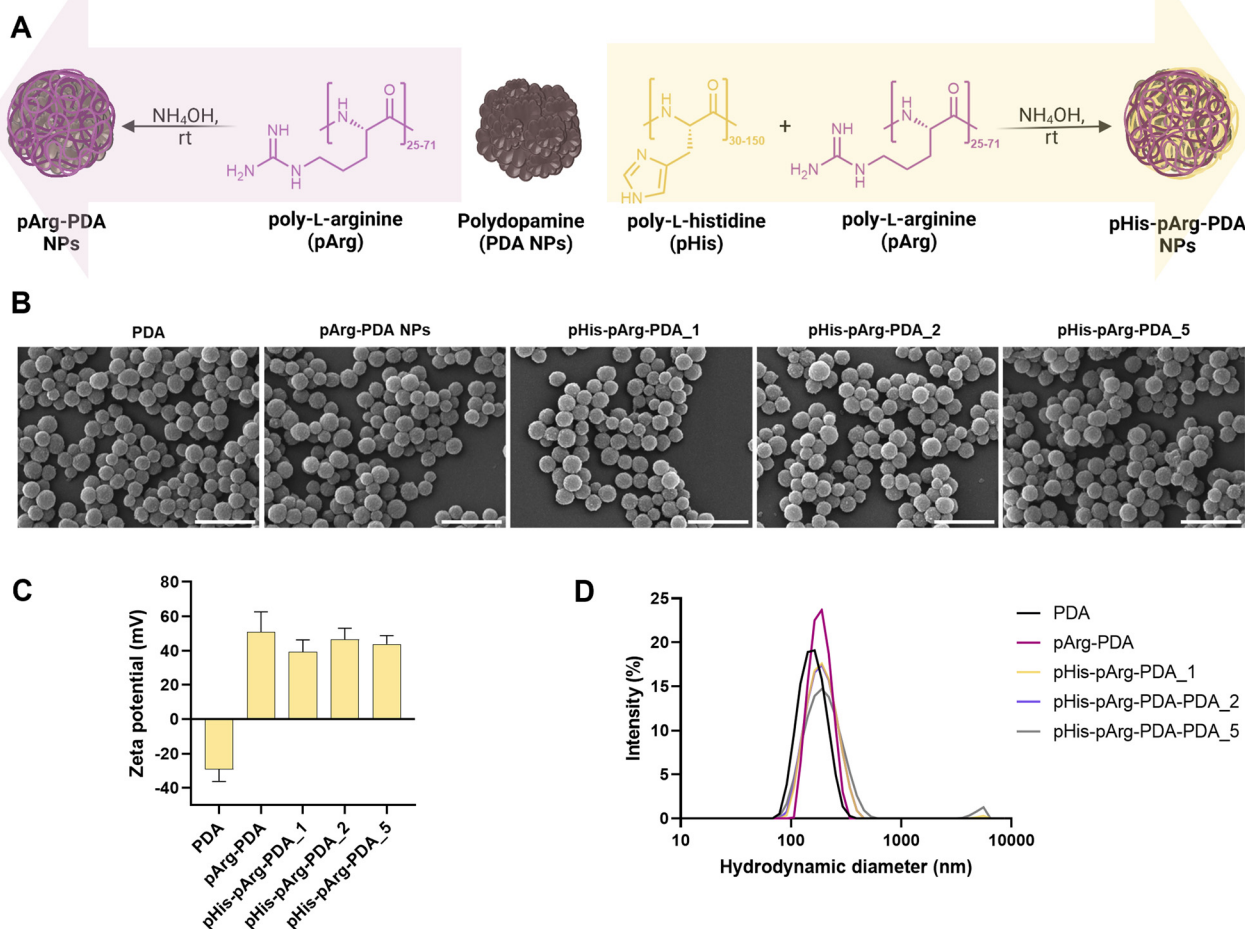 A
NH₄OH,
rt
H
N
O
25-71
NH
H₂N
N
H
H
N
O
30-150
N
HN
+
NH
H₂N
N
H
H
N
O
25-71
NH₄OH,
rt
pArg-PDA
NPs
poly-L-arginine
(pArg)
Polydopamine
(PDA NPs)
poly-L-histidine
(pHis)
poly-L-arginine
(pArg)
pHis-pArg-PDA
NPs
B
PDA
pArg-PDA NPs
pHis-pArg-PDA_1
pHis-pArg-PDA_2
pHis-pArg-PDA_5
C
Zeta potential (mV)
80
60
40
20
0
-20
-40
PDA
pArg-PDA
pHis-pArg-PDA_1
pHis-pArg-PDA_2
pHis-pArg-PDA_5
D
Intensity (%)
25
20
15
10
5
0
10
100
1000
10000
Hydrodynamic diameter (nm)
PDA
pArg-PDA
pHis-pArg-PDA_1
pHis-pArg-PDA-PDA_2
pHis-pArg-PDA-PDA_5